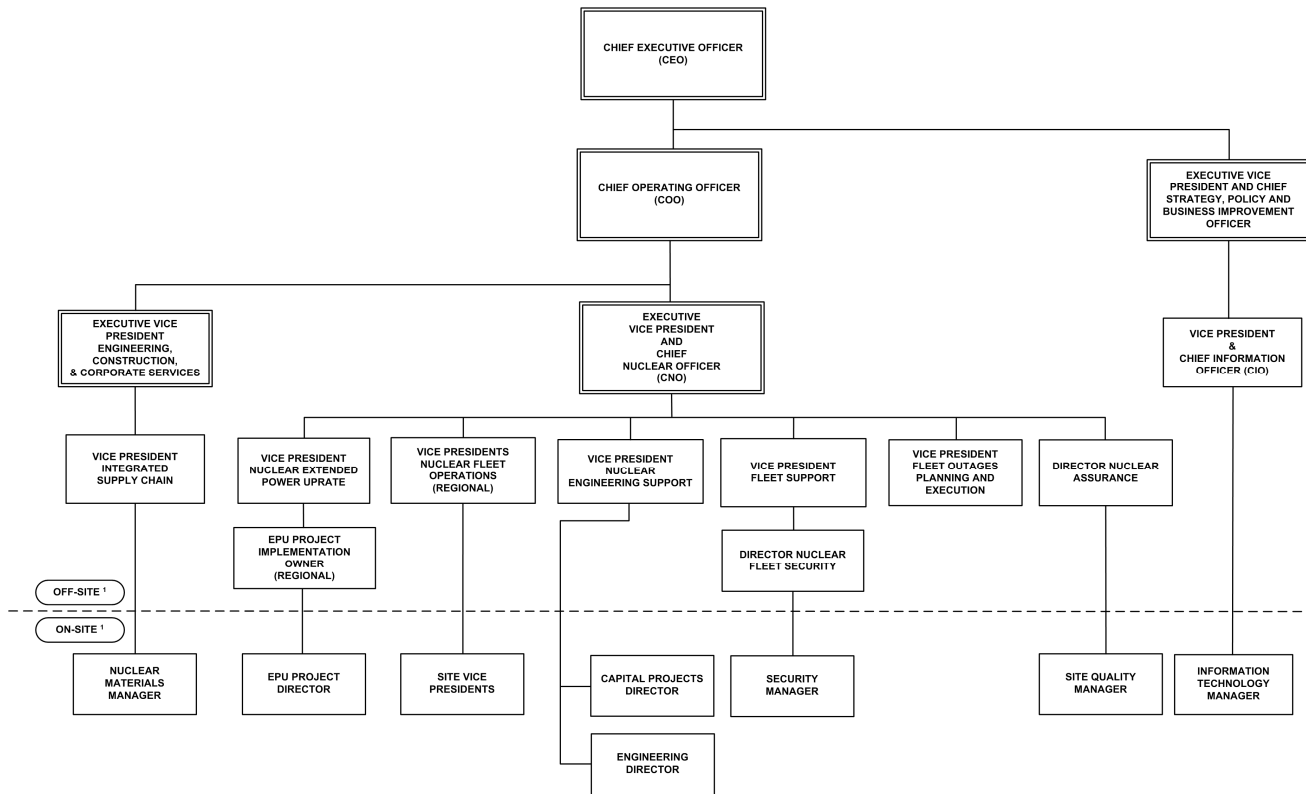 CHIEF EXECUTIVE OFFICER
(CEO)
CHIEF OPERATING OFFICER
(COO)
EXECUTIVE VICE
PRESIDENT AND CHIEF
STRATEGY, POLICY AND
BUSINESS IMPROVEMENT
OFFICER
EXECUTIVE VICE
PRESIDENT
ENGINEERING,
CONSTRUCTION,
& CORPORATE SERVICES
EXECUTIVE
VICE PRESIDENT
AND
CHIEF
NUCLEAR OFFICER
(CNO)
VICE PRESIDENT
&
CHIEF INFORMATION
OFFICER (CIO)
VICE PRESIDENT
INTEGRATED
SUPPLY CHAIN
VICE PRESIDENT
NUCLEAR EXTENDED
POWER UPRATE
VICE PRESIDENTS
NUCLEAR FLEET
OPERATIONS
(REGIONAL)
VICE PRESIDENT
NUCLEAR
ENGINEERING SUPPORT
VICE PRESIDENT
FLEET SUPPORT
VICE PRESIDENT
FLEET OUTAGES
PLANNING AND
EXECUTION
DIRECTOR NUCLEAR
ASSURANCE
EPU PROJECT
IMPLEMENTATION
OWNER
(REGIONAL)
DIRECTOR NUCLEAR
FLEET SECURITY
OFF-SITE ¹
ON-SITE ¹
NUCLEAR
MATERIALS
MANAGER
EPU PROJECT
DIRECTOR
SITE VICE
PRESIDENTS
CAPITAL PROJECTS
DIRECTOR
SECURITY
MANAGER
SITE QUALITY
MANAGER
INFORMATION
TECHNOLOGY
MANAGER
ENGINEERING
DIRECTOR